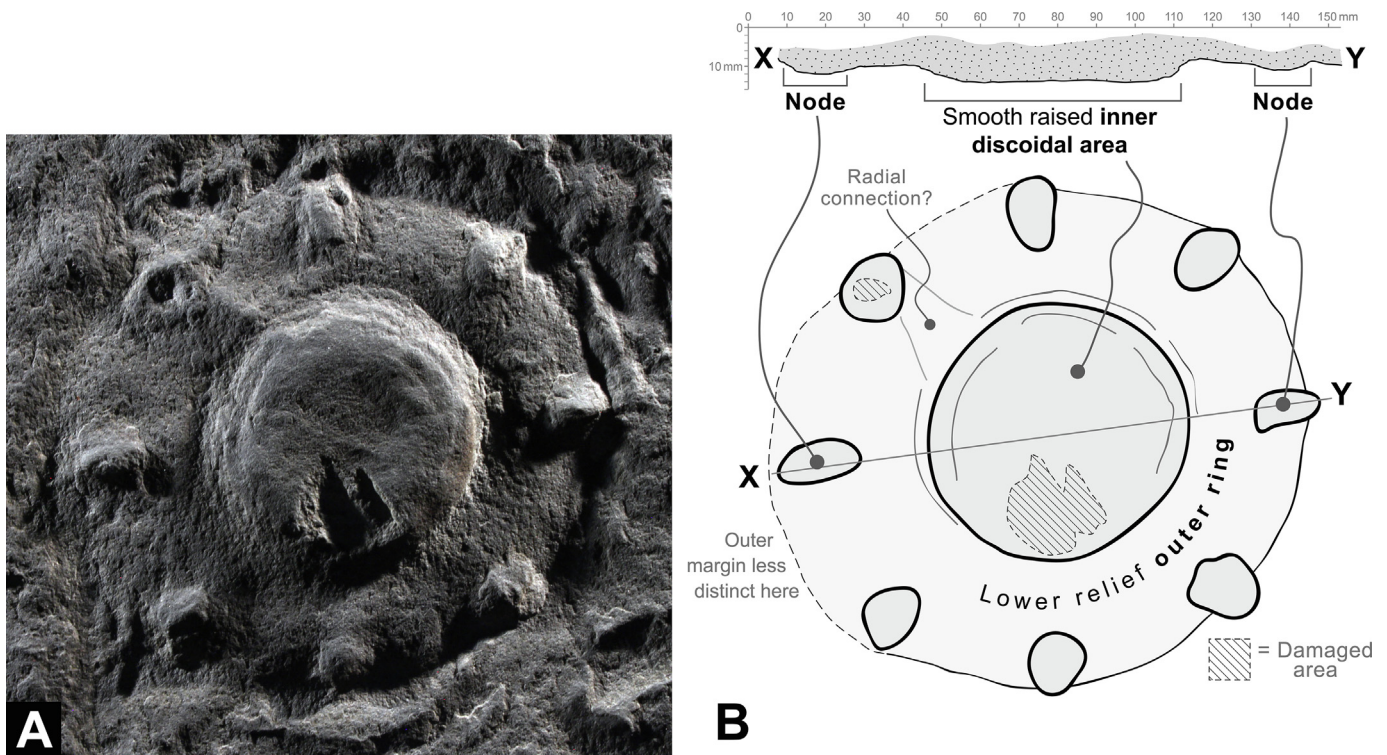 B
0 10 20 30 40 50 60 70 80 90 100 110 120 130 140 150 mm
0
10 mm
X
Y
Node
Smooth raised inner
discoidal area
Node
Radial
connection?
Y
X
Outer
margin less
distinct here
Lower relief outer ring
= Damaged
area
A
B